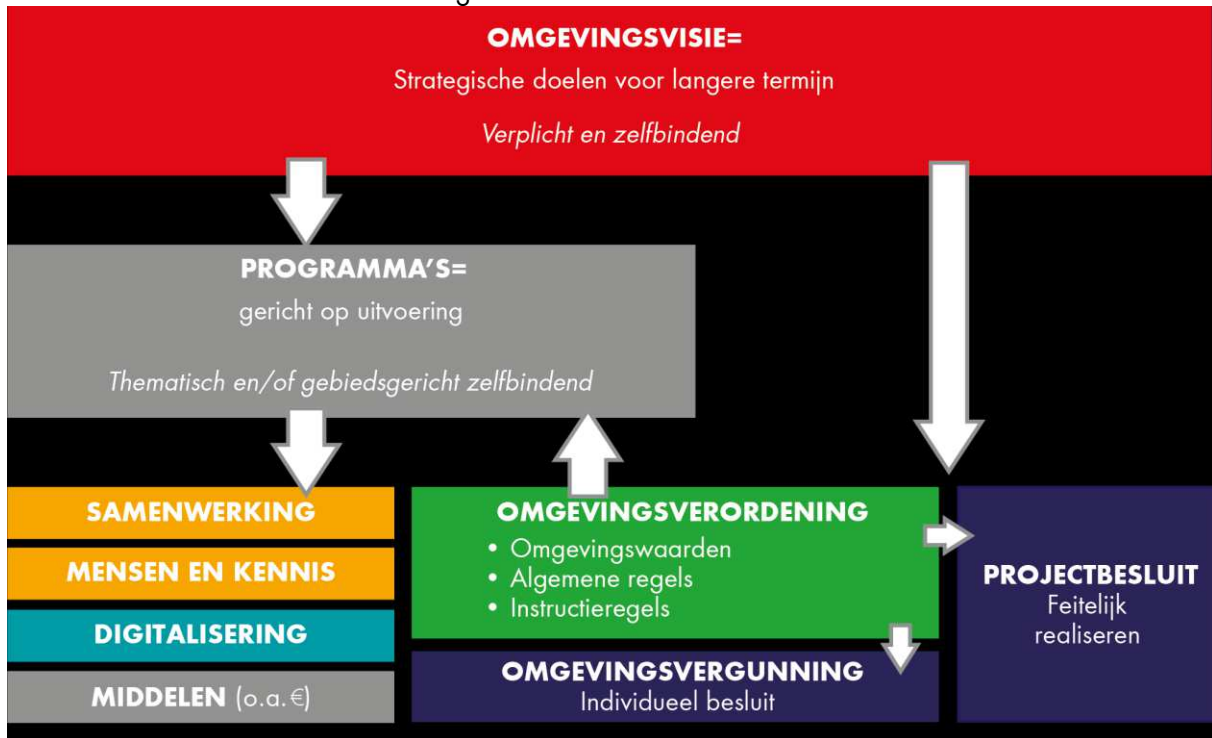 OMGEVINGSVISIE=
Strategische doelen voor langere termijn
Verplicht en zelfbindend
PROGRAMMA'S=
gericht op uitvoering
Thematisch en/of gebiedsgericht zelfbindend
SAMENWERKING
MENSEN EN KENNIS
DIGITALISERING
MIDDELEN (o.a.€)
OMGEVINGSVERORDENING
• Omgevingswaarden
• Algemene regels
• Instructieregels
OMGEVINGSVERGUNNING
Individueel besluit
PROJECTBESLUIT
Feitelijk
realiseren